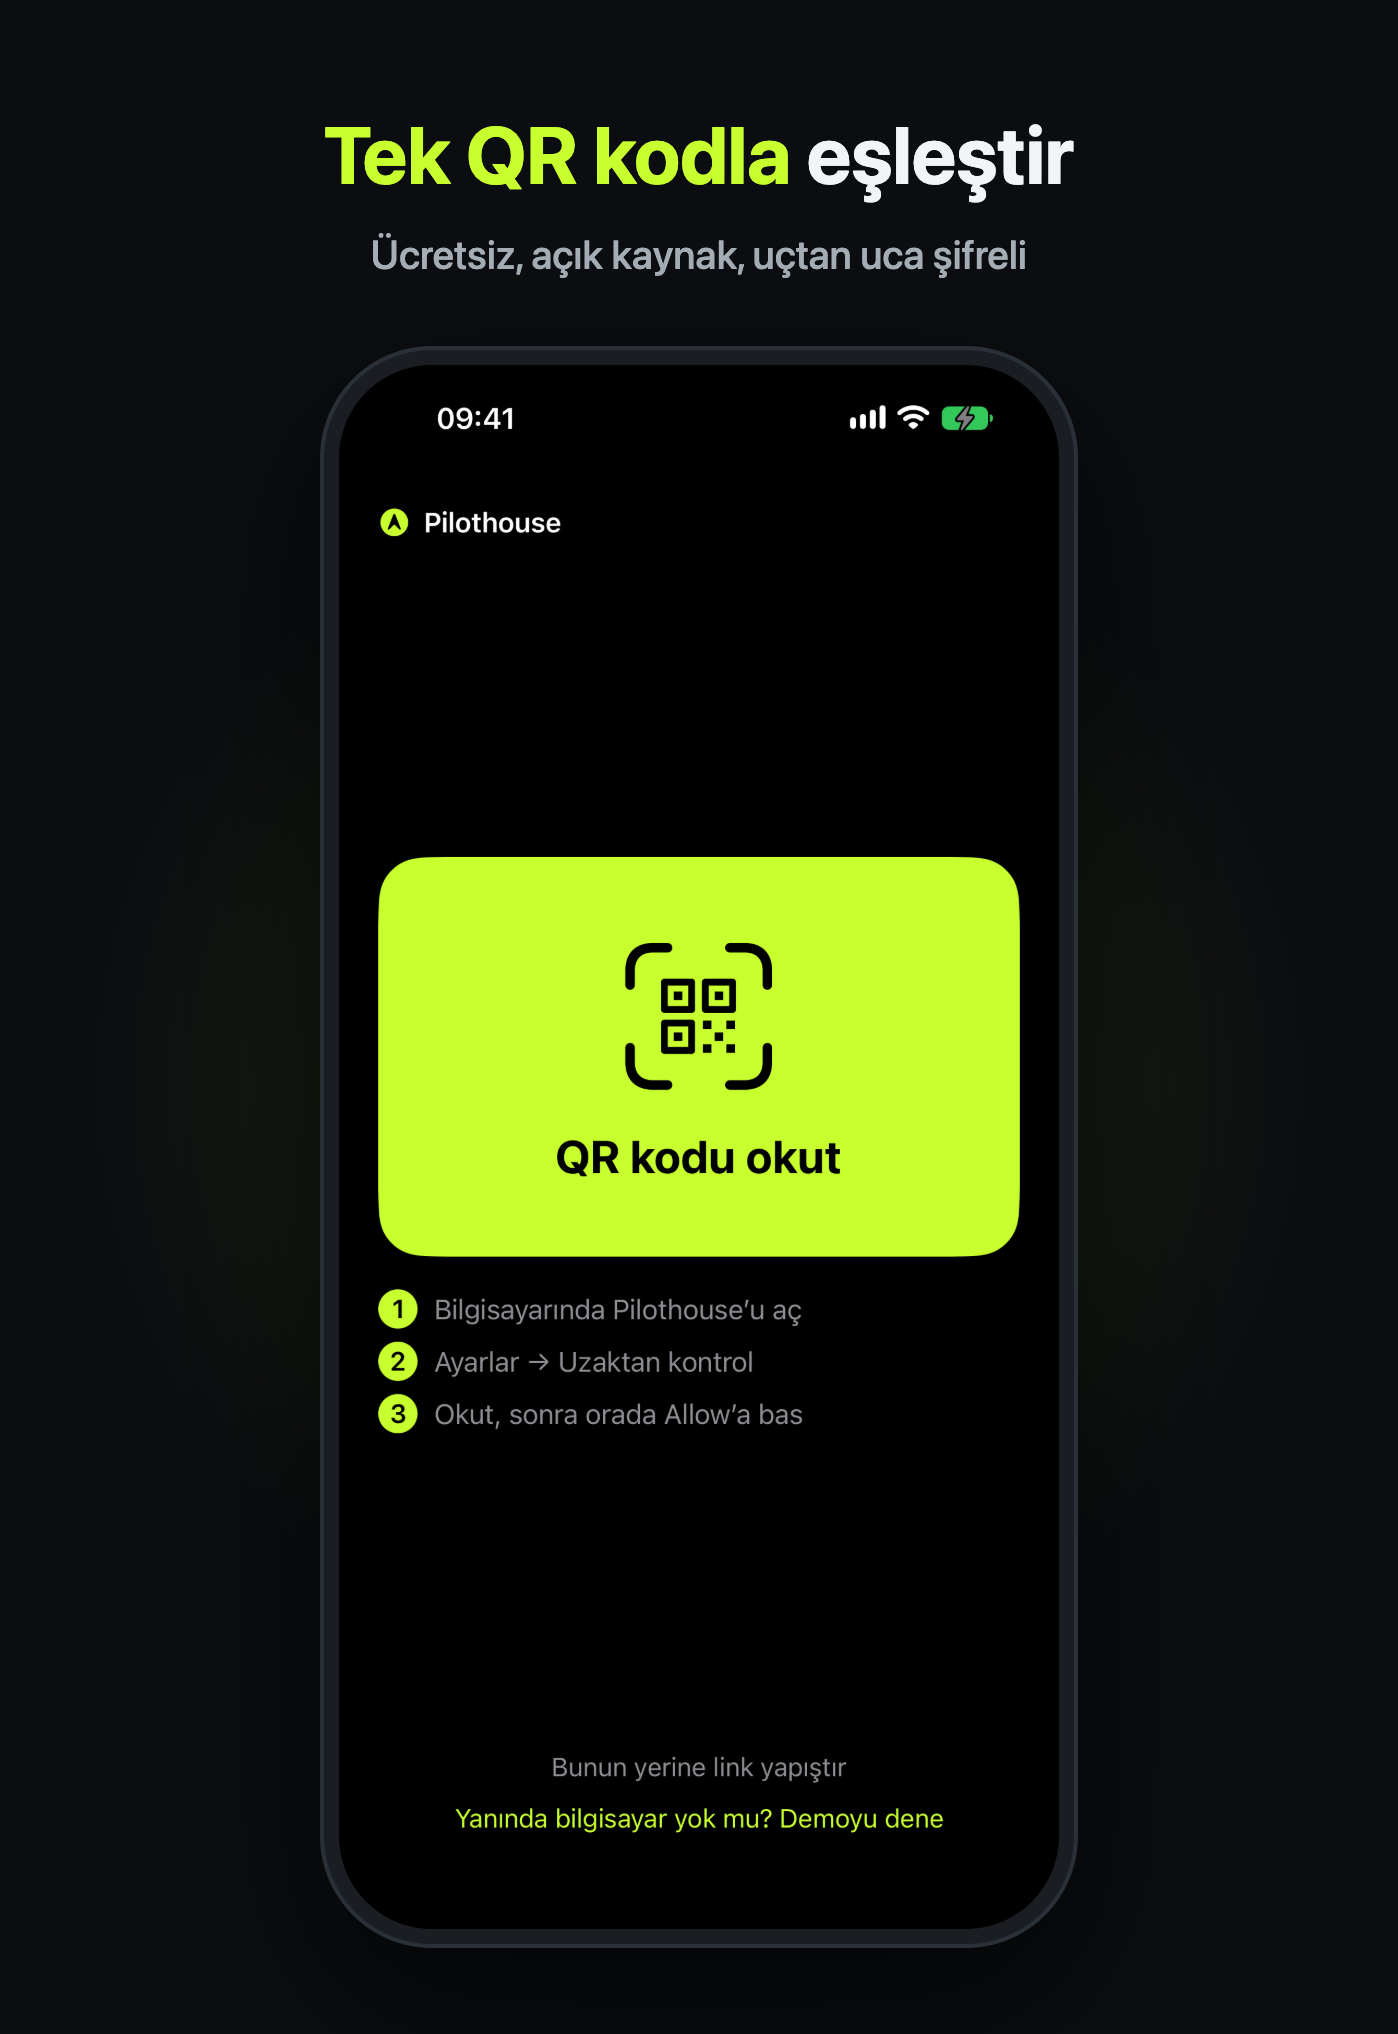 Tek QR kodla eşleştir
Ücretsiz, açık kaynak, uçtan uca şifreli
09:41
Pilothouse
QR kodu okut
1 Bilgisayarında Pilothouse’u aç
2 Ayarlar → Uzaktan kontrol
3 Okut, sonra orada Allow’a bas
Bunun yerine link yapıştır
Yanında bilgisayar yok mu? Demoyu dene